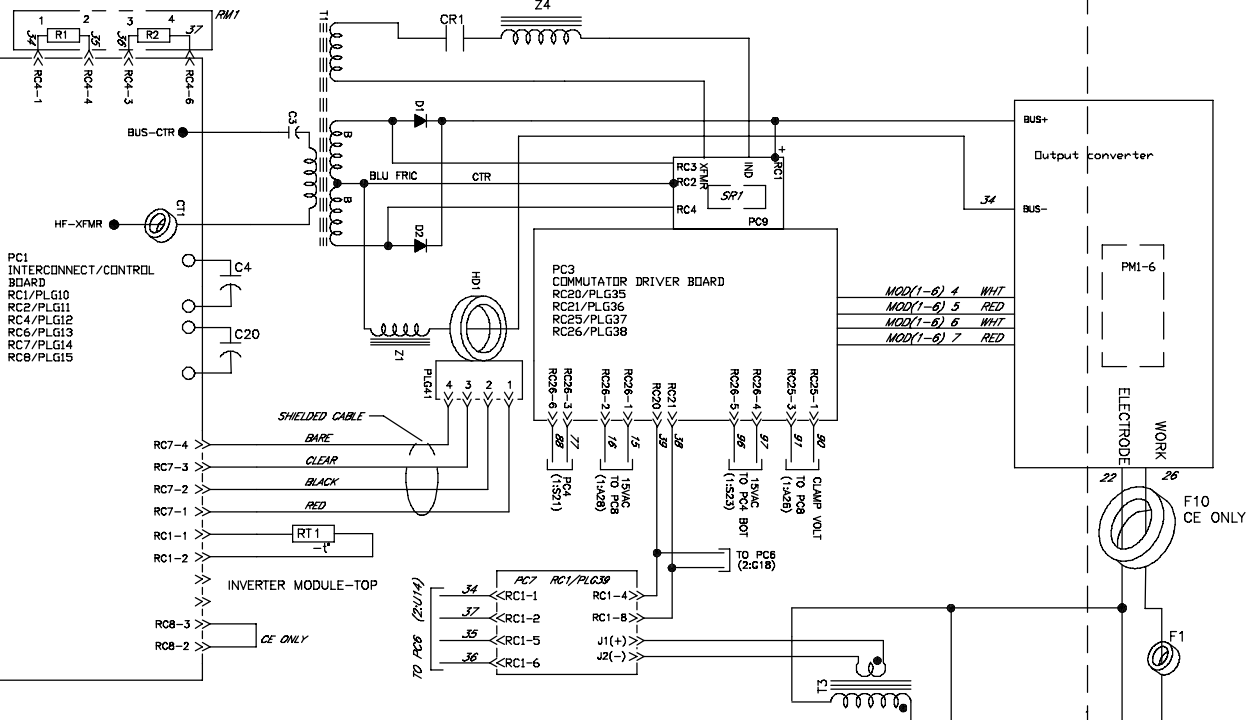 RM1
1 2 3 4
34 R1 35 36 R2 37
RC4-1 RC4-4 RC4-3 RC4-6
T1
CR1
Z4
BUS-CTR
C3
HF-XFMR
CT1
B
B
D1
D2
BLU FRIC CTR
RC3 XFMR IND + RC1
RC2
SR1
RC4
PC9
BUS+
Output converter
34
BUS-
PM1-6
PC1
INTERCONNECT/CONTROL
BOARD
RC1/PLG10
RC2/PLG11
RC4/PLG12
RC6/PLG13
RC7/PLG14
RC8/PLG15
C4
C20
HD1
Z1
PLG41
4 3 2 1
PC3
COMMUTATOR DRIVER BOARD
RC20/PLG35
RC21/PLG36
RC25/PLG37
RC26/PLG38
MOD(1-6) 4 WHT
MOD(1-6) 5 RED
MOD(1-6) 6 WHT
MOD(1-6) 7 RED
RC26-6 RC26-3 RC26-2 RC26-1 RC20 RC21 RC26-5 RC26-4 RC25-3 RC25-1
88 77 16 15 39 38 96 97 91 90
PC4
(1:S21)
15VAC
TO PC8
(1:A28)
15VAC
TO PC4 BOT
(1:S23)
CLAMP VOLT
TO PC8
(1:A26)
ELECTRODE WORK
22 26
F10
CE ONLY
SHIELDED CABLE
RC7-4 BARE
RC7-3 CLEAR
RC7-2 BLACK
RC7-1 RED
RC1-1 RT1
-t°
RC1-2
INVERTER MODULE-TOP
RC8-3
CE ONLY
RC8-2
TO PC6
(2:G18)
TO PC6 (2:U14)
PC7 RC1/PLG39
34 RC1-1 RC1-4
37 RC1-2 RC1-8
35 RC1-5 J1(+)
36 RC1-6 J2(-)
T3
F1